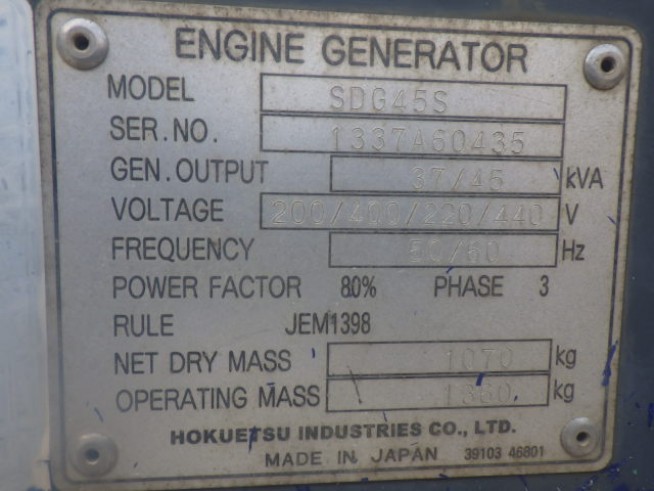 ENGINE GENERATOR
MODEL SDG45S
SER.NO. 1337A60435
GEN.OUTPUT 37/45 kVA
VOLTAGE 200/400/220/440 V
FREQUENCY 50/60 Hz
POWER FACTOR 80% PHASE 3
RULE JEM1398
NET DRY MASS 1070 kg
OPERATING MASS kg
HOKUETSU INDUSTRIES CO., LTD.
MADE IN JAPAN 39103 46801